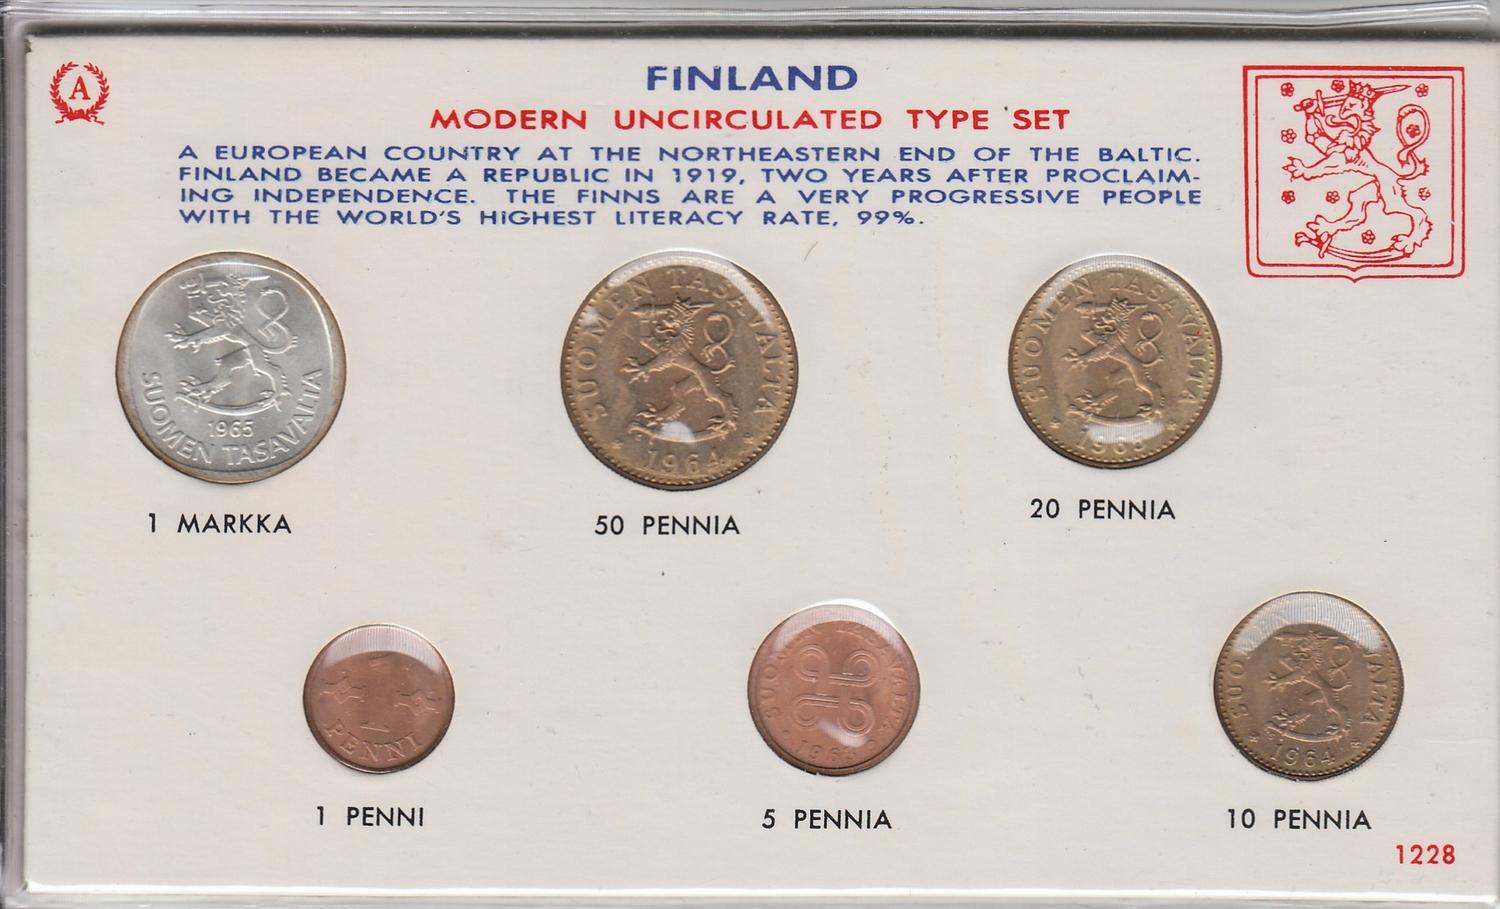 A
FINLAND
MODERN UNCIRCULATED TYPE SET
A EUROPEAN COUNTRY AT THE NORTHEASTERN END OF THE BALTIC.
FINLAND BECAME A REPUBLIC IN 1919, TWO YEARS AFTER PROCLAIM-
ING INDEPENDENCE. THE FINNS ARE A VERY PROGRESSIVE PEOPLE
WITH THE WORLD'S HIGHEST LITERACY RATE, 99%.
1965
SUOMEN TASAVALTA
SUOMEN TASAVALTA
1964
SUOMEN TASAVALTA
1 MARKKA
50 PENNIA
20 PENNIA
1
PENNI
SUOMEN TASAVALTA
1964
1 PENNI
5 PENNIA
10 PENNIA
1228